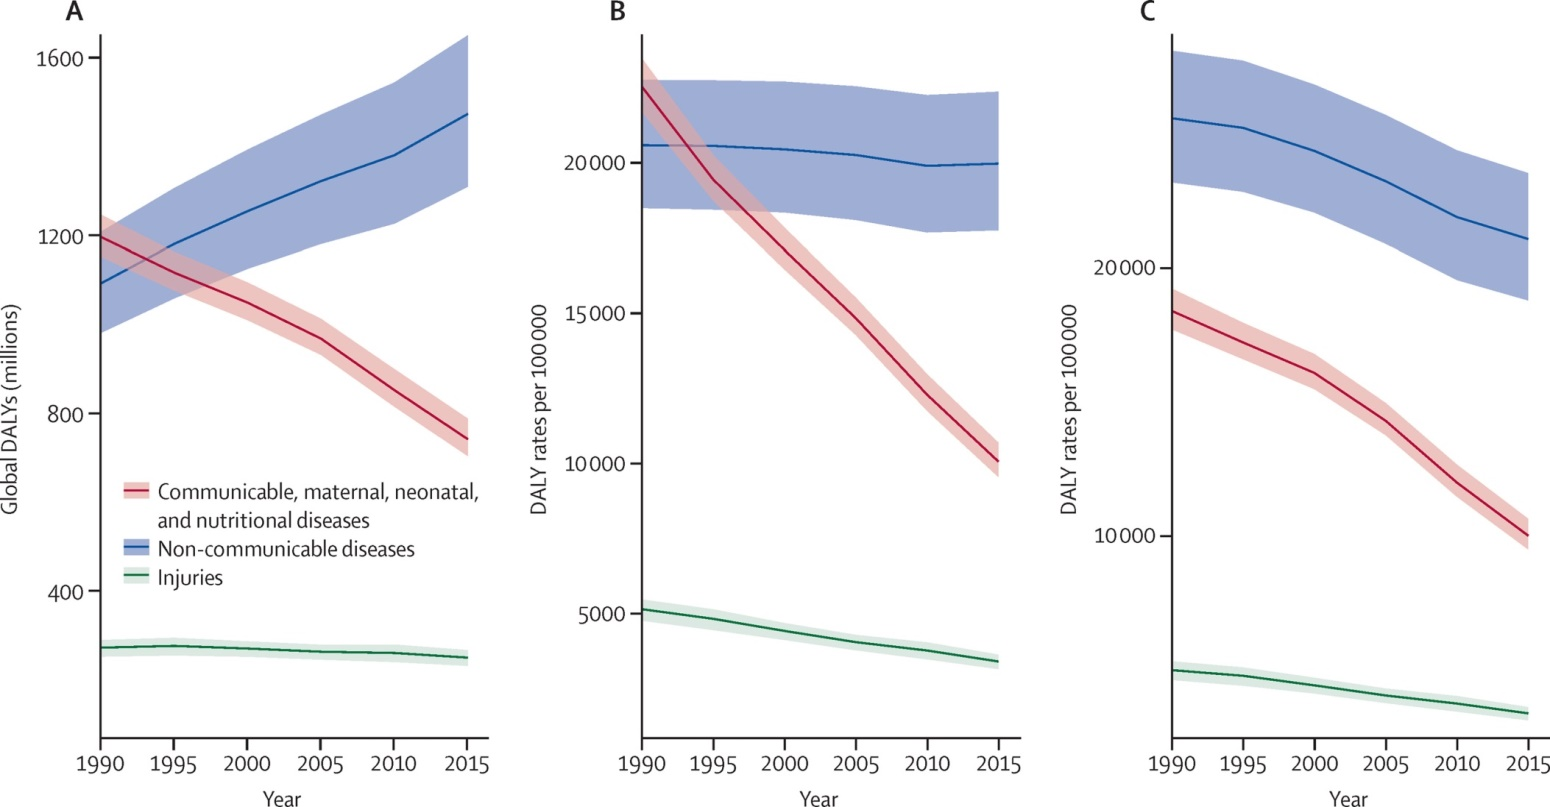 A
Global DALYs (millions)
1600
1200
800
400
Communicable, maternal, neonatal,
and nutritional diseases
Non-communicable diseases
Injuries
1990 1995 2000 2005 2010 2015
Year
B
DALY rates per 100 000
20 000
15 000
10 000
5000
1990 1995 2000 2005 2010 2015
Year
C
DALY rates per 100 000
20 000
10 000
1990 1995 2000 2005 2010 2015
Year